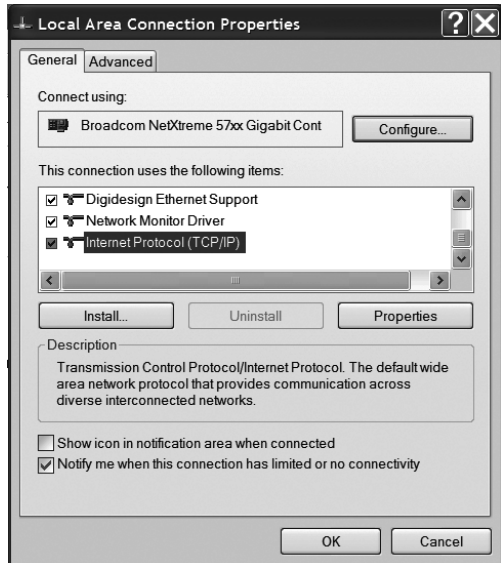 Local Area Connection Properties
General Advanced
Connect using:
Broadcom NetXtreme 57xx Gigabit Cont
Configure...
This connection uses the following items:
Digidesign Ethernet Support
Network Monitor Driver
Internet Protocol (TCP/IP)
Install... Uninstall Properties
Description
Transmission Control Protocol/Internet Protocol. The default wide
area network protocol that provides communication across
diverse interconnected networks.
Show icon in notification area when connected
Notify me when this connection has limited or no connectivity
OK Cancel